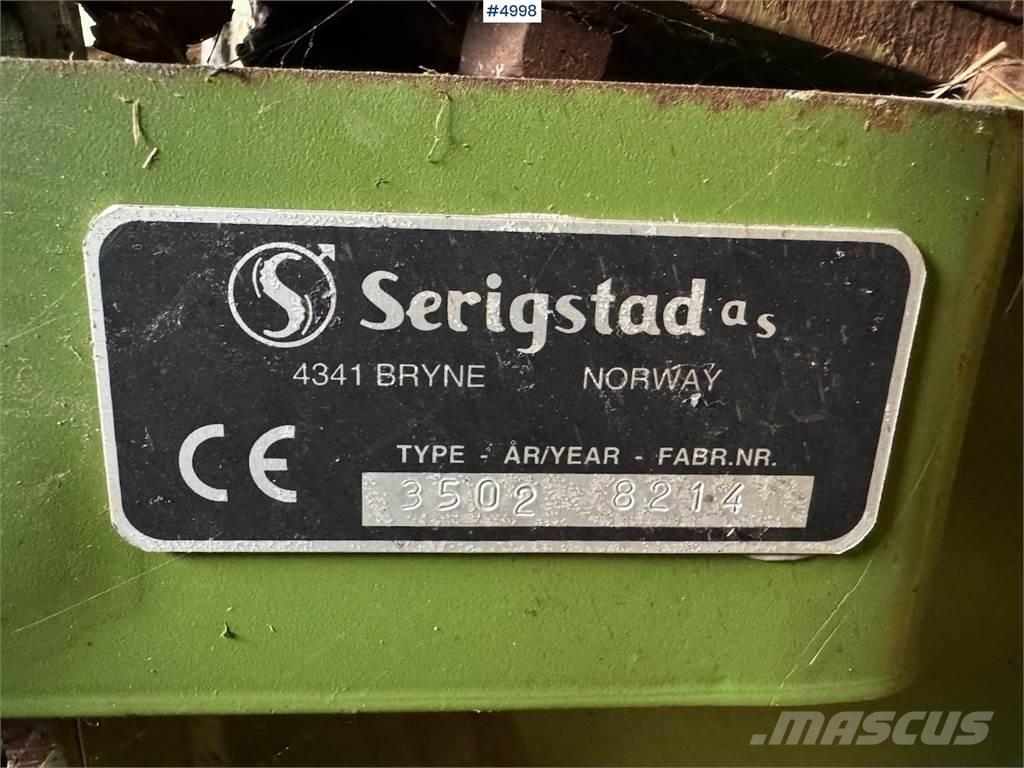 #4998
Serigstad as
4341 BRYNE NORWAY
CE
TYPE - ÅR/YEAR - FABR.NR.
3502 8214
MASCUS